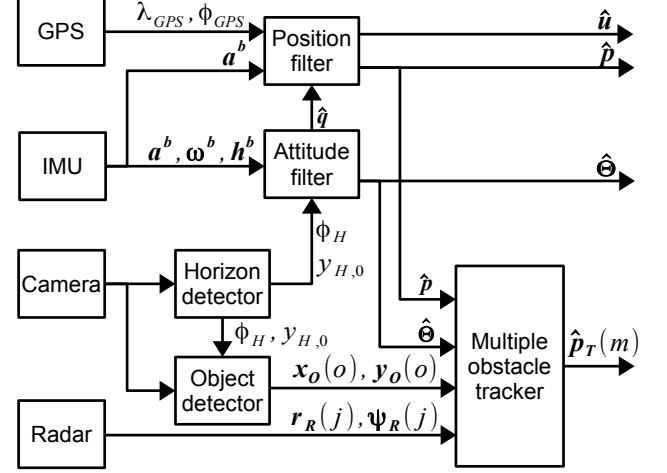 GPS
λ_GPS, ϕ_GPS
Position
filter
û
p̂
a^b
q̂
IMU
a^b, ω^b, h^b
Attitude
filter
Θ̂
ϕ_H
y_H,0
Camera
Horizon
detector
p̂
Θ̂
ϕ_H, y_H,0
Multiple
obstacle
tracker
p̂_T(m)
Object
detector
x_O(o), y_O(o)
Radar
r_R(j), ψ_R(j)